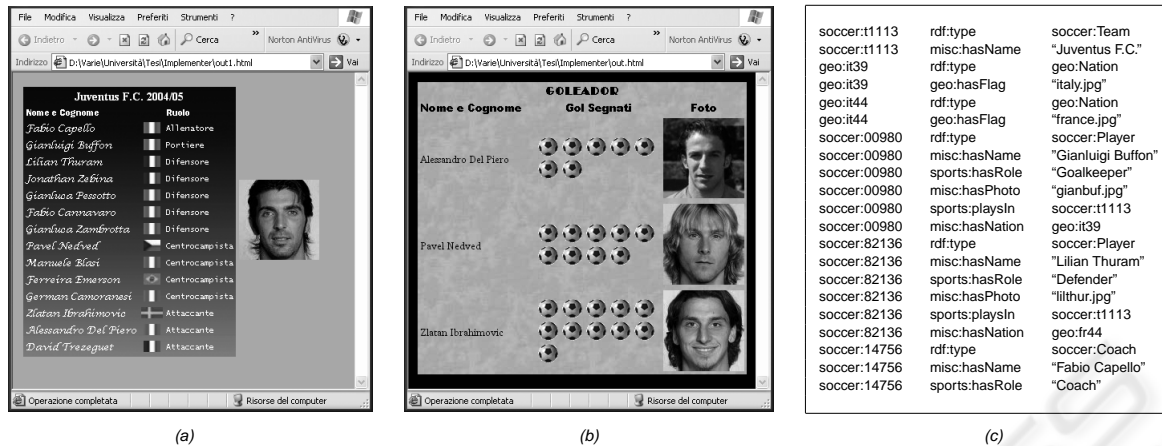 File Modifica Visualizza Preferiti Strumenti ?
Indietro Cerca » Norton AntiVirus
Indirizzo D:\Varie\Università\Tesi\Implementer\out1.html Vai
Juventus F.C. 2004/05
Nome e Cognome Ruolo
Fabio Capello Allenatore
Gianluigi Buffon Portiere
Lilian Thuram Difensore
Jonathan Zebina Difensore
Gianluca Pessotto Difensore
Fabio Cannavaro Difensore
Gianluca Zambrotta Difensore
Pavel Nedved Centrocampista
Manuele Blasi Centrocampista
Ferreira Emerson Centrocampista
German Camoranesi Centrocampista
Zlatan Ibrahimovic Attaccante
Alessandro Del Piero Attaccante
David Trezeguet Attaccante
Operazione completata Risorse del computer
(a)
File Modifica Visualizza Preferiti Strumenti ?
Indietro Cerca » Norton AntiVirus
Indirizzo D:\Varie\Università\Tesi\Implementer\out.html Vai
GOLEADOR
Nome e Cognome Gol Segnati Foto
Alessandro Del Piero
Pavel Nedved
Zlatan Ibrahimovic
Operazione completata Risorse del computer
(b)
soccer:t1113 rdf:type soccer:Team
soccer:t1113 misc:hasName “Juventus F.C.”
geo:it39 rdf:type geo:Nation
geo:it39 geo:hasFlag “italy.jpg”
geo:it44 rdf:type geo:Nation
geo:it44 geo:hasFlag “france.jpg”
soccer:00980 rdf:type soccer:Player
soccer:00980 misc:hasName ”Gianluigi Buffon”
soccer:00980 sports:hasRole “Goalkeeper”
soccer:00980 misc:hasPhoto “gianbuf.jpg”
soccer:00980 sports:playsIn soccer:t1113
soccer:00980 misc:hasNation geo:it39
soccer:82136 rdf:type soccer:Player
soccer:82136 misc:hasName “Lilian Thuram”
soccer:82136 sports:hasRole “Defender”
soccer:82136 misc:hasPhoto “lilthur.jpg”
soccer:82136 sports:playsIn soccer:t1113
soccer:82136 misc:hasNation geo:fr44
soccer:14756 rdf:type soccer:Coach
soccer:14756 misc:hasName “Fabio Capello”
soccer:14756 sports:hasRole “Coach”
(c)